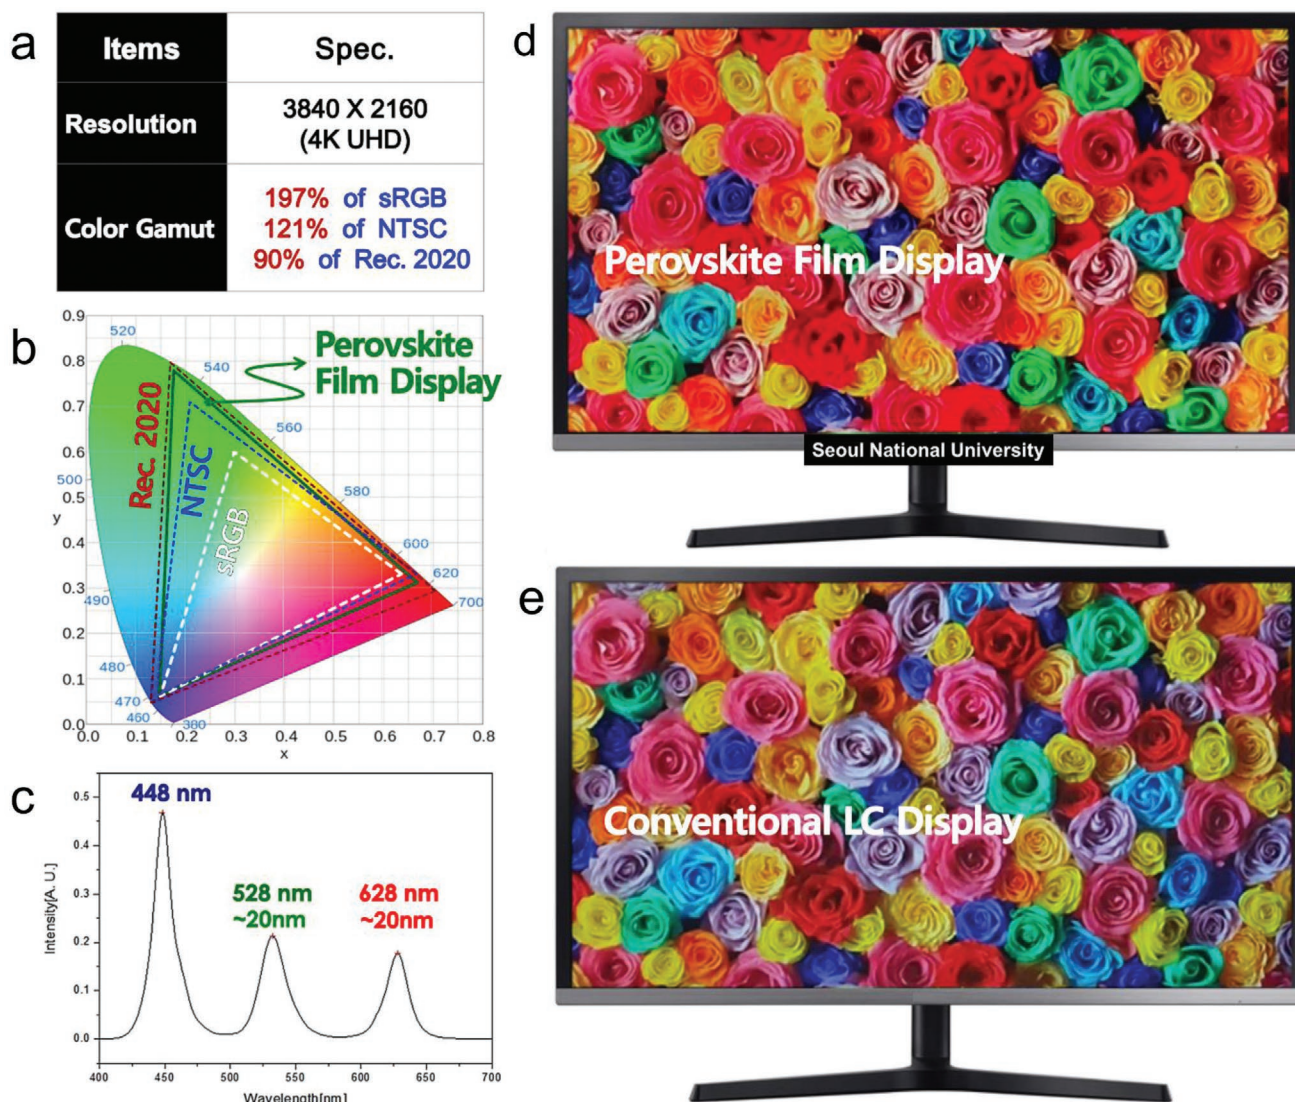 a
Items
Spec.
Resolution
3840 X 2160
(4K UHD)
Color Gamut
197% of sRGB
121% of NTSC
90% of Rec. 2020
b
Perovskite
Film Display
Rec. 2020
NTSC
sRGB
520
540
560
580
600
620
700
500
490
480
470
460
380
0.9
0.8
0.7
0.6
0.5
y
0.4
0.3
0.2
0.1
0.0
0.0 0.1 0.2 0.3 0.4 0.5 0.6 0.7 0.8
x
c
448 nm
528 nm
~20nm
628 nm
~20nm
Intensity[A. U.]
0.5
0.4
0.3
0.2
0.1
0.0
400 450 500 550 600 650 700
Wavelength[nm]
d
Perovskite Film Display
Seoul National University
e
Conventional LC Display